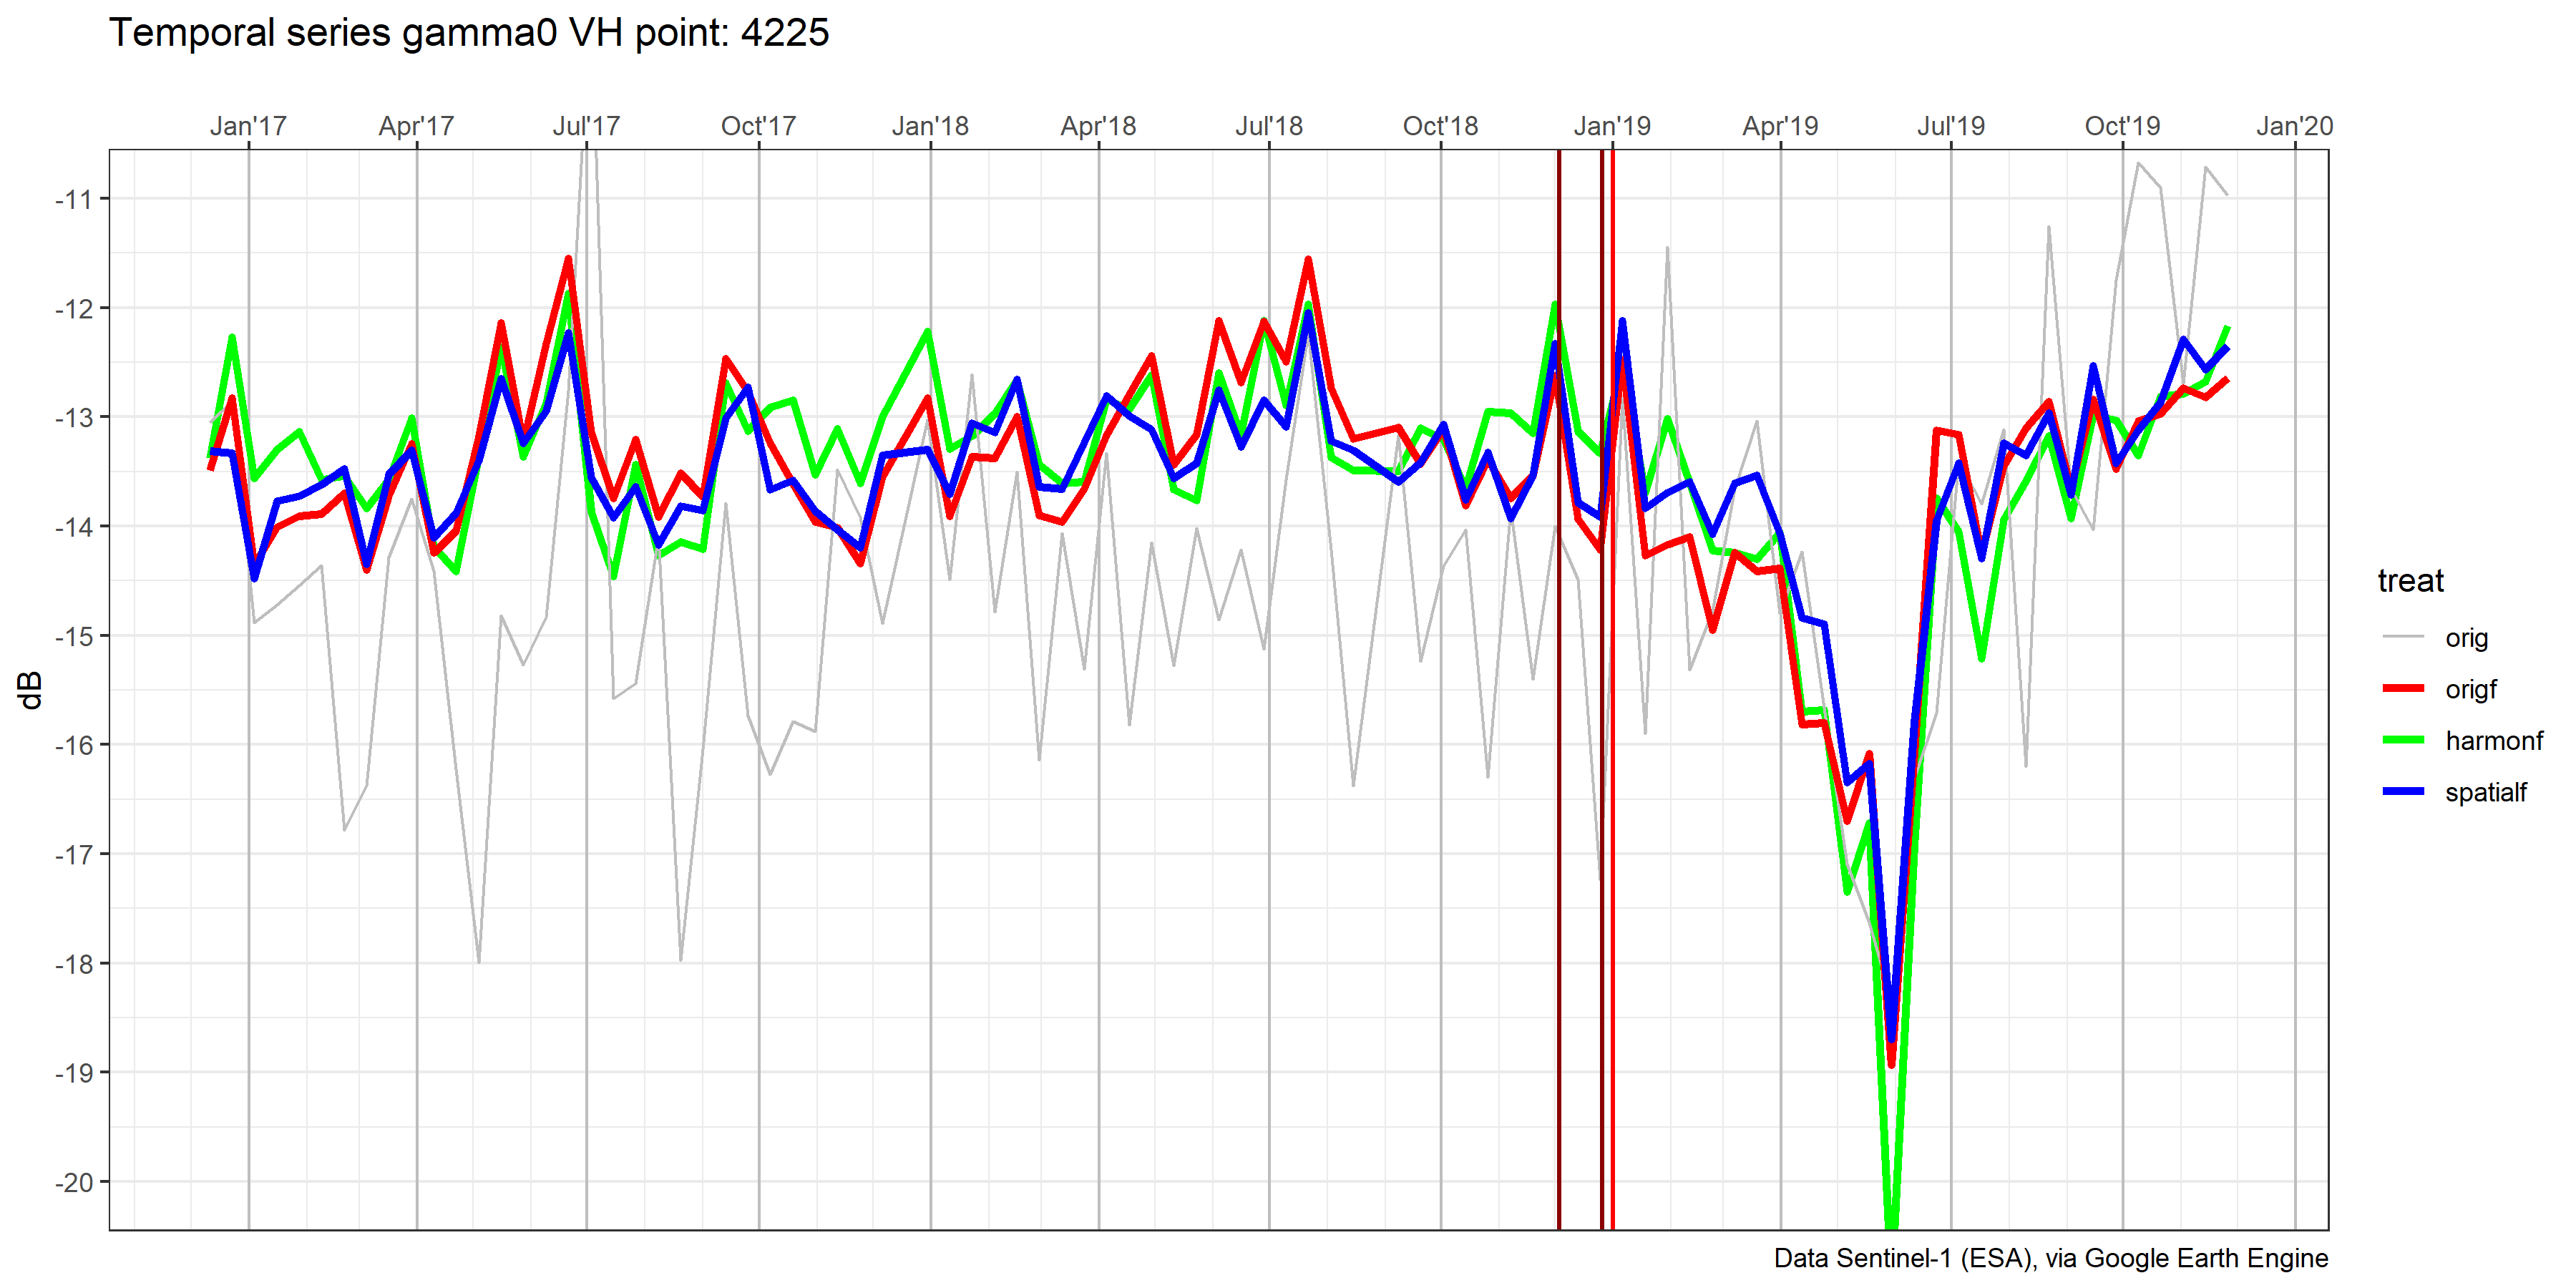 Temporal series gamma0 VH point: 4225
Jan'17 Apr'17 Jul'17 Oct'17 Jan'18 Apr'18 Jul'18 Oct'18 Jan'19 Apr'19 Jul'19 Oct'19 Jan'20
-11
-12
-13
-14
-15
-16
-17
-18
-19
-20
dB
treat
orig
origf
harmonf
spatialf
Data Sentinel-1 (ESA), via Google Earth Engine